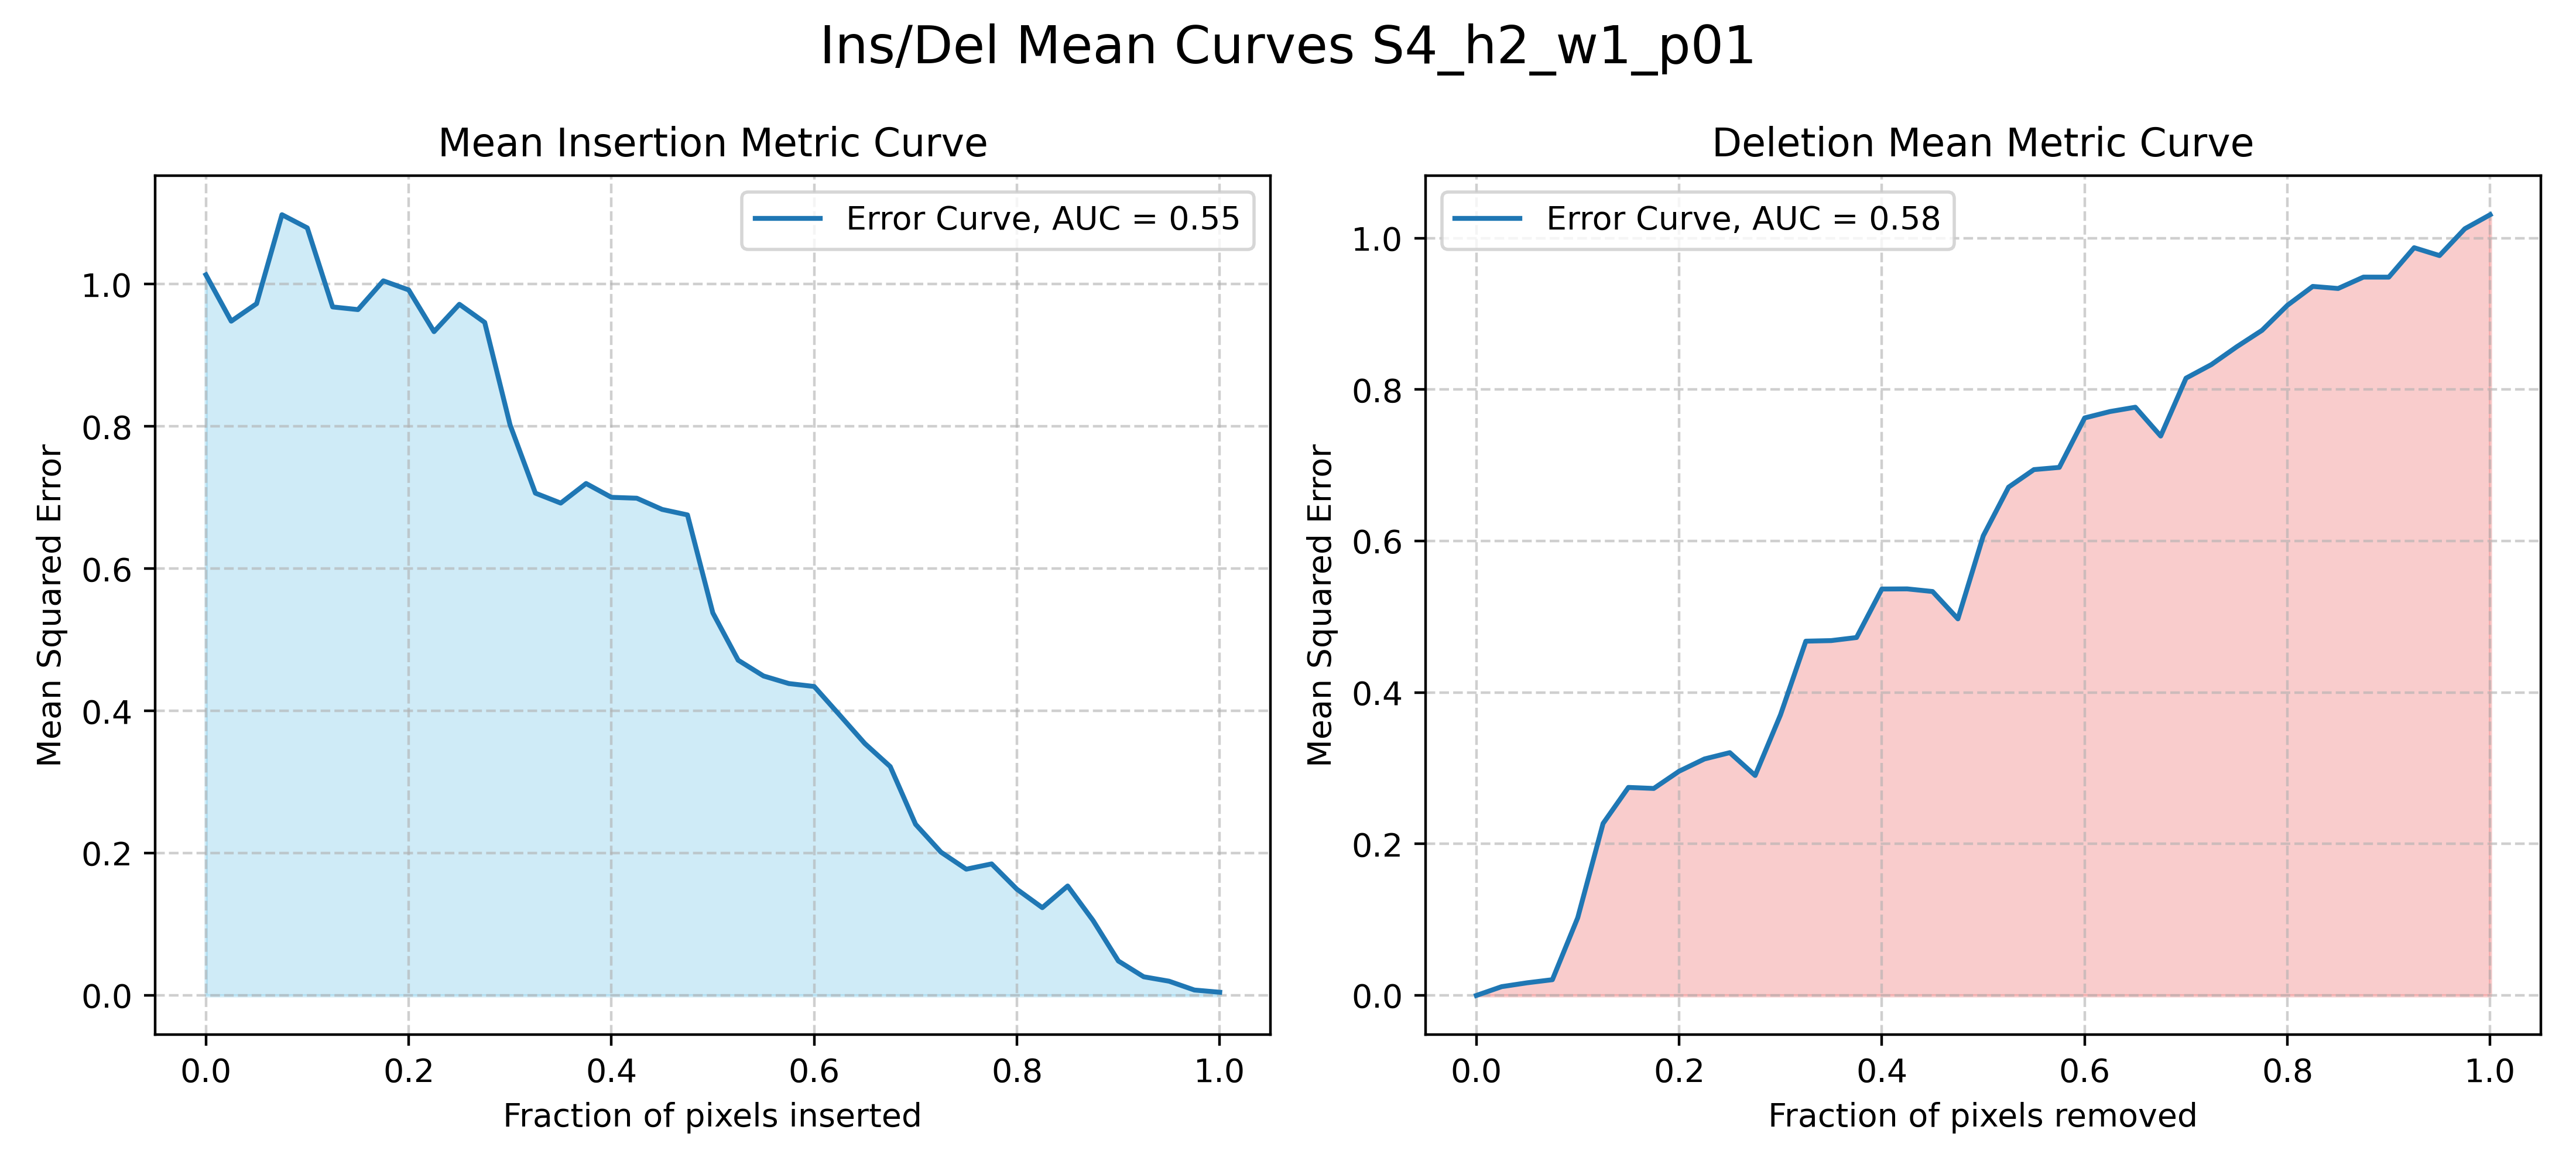 Ins/Del Mean Curves S4_h2_w1_p01
Mean Insertion Metric Curve
Error Curve, AUC = 0.55
Mean Squared Error
1.0
0.8
0.6
0.4
0.2
0.0
0.0 0.2 0.4 0.6 0.8 1.0
Fraction of pixels inserted
Deletion Mean Metric Curve
Error Curve, AUC = 0.58
Mean Squared Error
1.0
0.8
0.6
0.4
0.2
0.0
0.0 0.2 0.4 0.6 0.8 1.0
Fraction of pixels removed